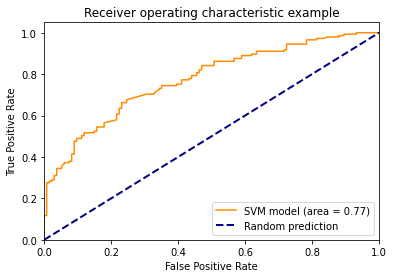 Receiver operating characteristic example
True Positive Rate
1.0
0.8
0.6
0.4
0.2
0.0
SVM model (area = 0.77)
Random prediction
0.0 0.2 0.4 0.6 0.8 1.0
False Positive Rate